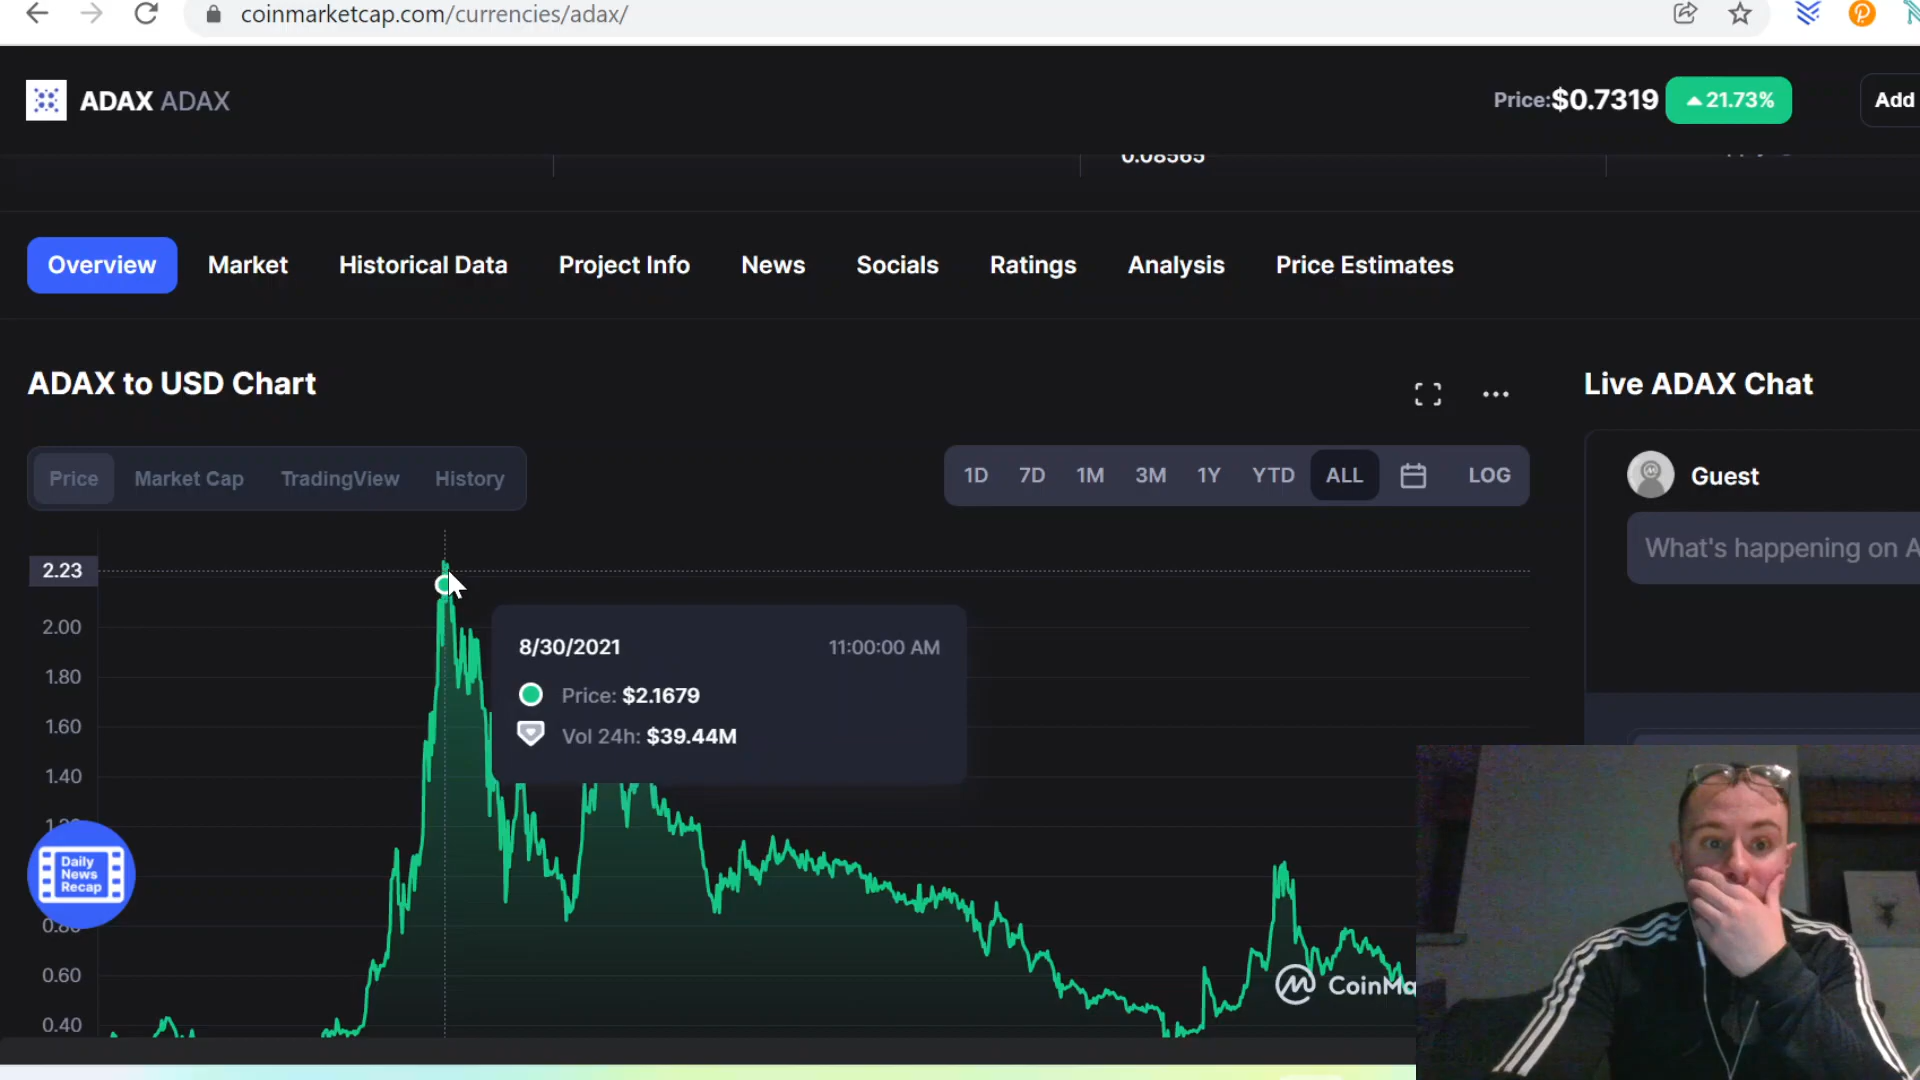 coinmarketcap.com/currencies/adax/
ADAX ADAX
Price:$0.7319 21.73% Add
0.08565
Overview Market Historical Data Project Info News Socials Ratings Analysis Price Estimates
ADAX to USD Chart
Live ADAX Chat
Price Market Cap TradingView History
1D 7D 1M 3M 1Y YTD ALL LOG
Guest
What's happening on A
2.23
2.00
1.80
1.60
1.40
0.60
0.40
8/30/2021 11:00:00 AM
Price: $2.1679
Vol 24h: $39.44M
Daily
News
Recap
CoinMa